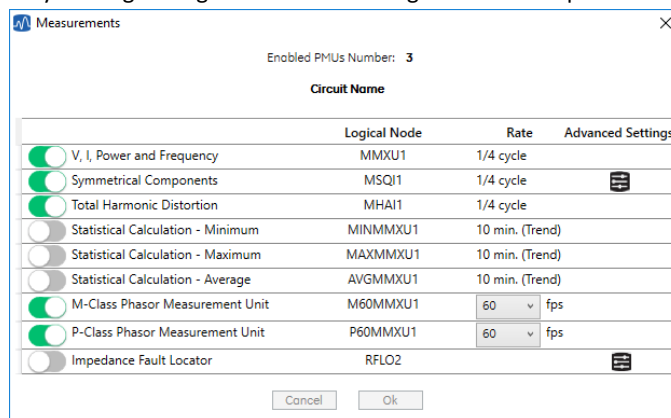 Measurements
Enabled PMUs Number: 3
Circuit Name
Logical Node Rate Advanced Settings
V, I, Power and Frequency MMXU1 1/4 cycle
Symmetrical Components MSQI1 1/4 cycle
Total Harmonic Distortion MHAI1 1/4 cycle
Statistical Calculation - Minimum MINMMXU1 10 min. (Trend)
Statistical Calculation - Maximum MAXMMXU1 10 min. (Trend)
Statistical Calculation - Average AVGMMXU1 10 min. (Trend)
M-Class Phasor Measurement Unit M60MMXU1 60 fps
P-Class Phasor Measurement Unit P60MMXU1 60 fps
Impedance Fault Locator RFLO2
Cancel Ok